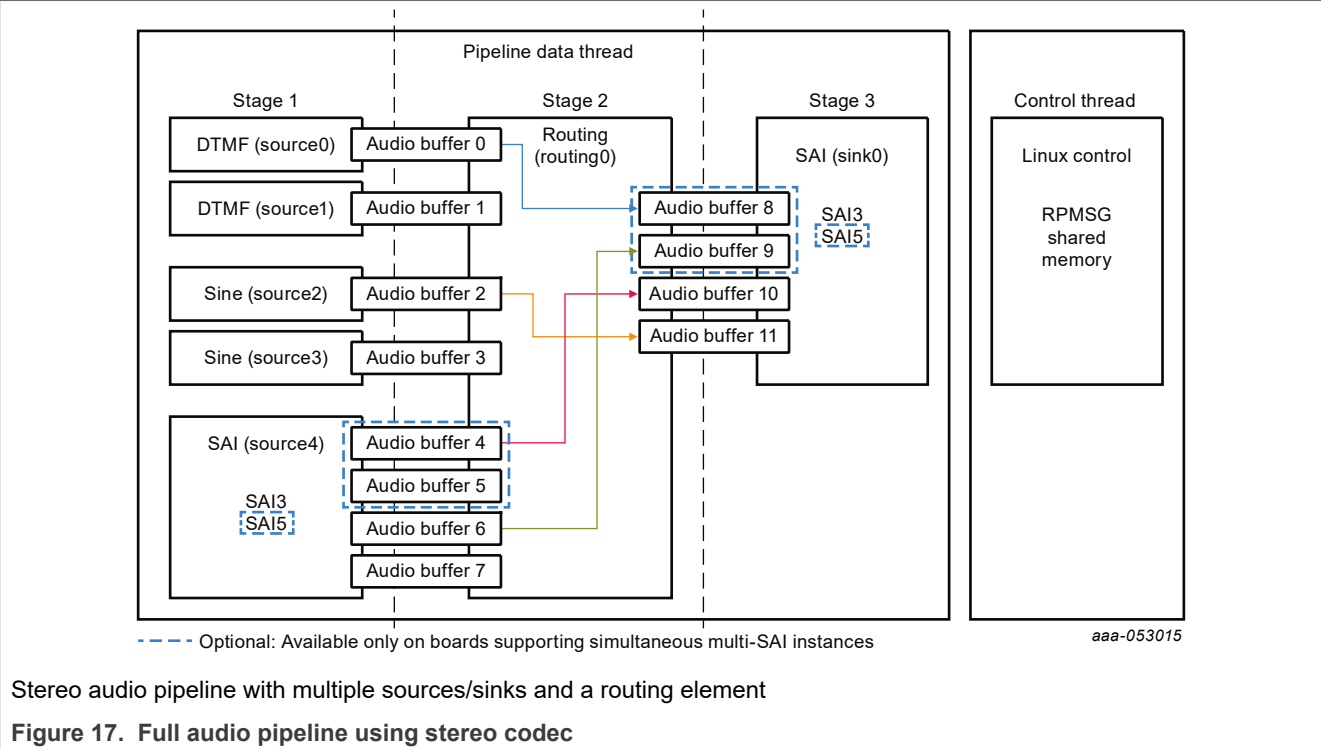 Pipeline data thread
Stage 1
Stage 2
Stage 3
Control thread
DTMF (source0)
Audio buffer 0
Routing
(routing0)
SAI (sink0)
Linux control
DTMF (source1)
Audio buffer 1
Audio buffer 8
SAI3
SAI5
RPMSG
shared
memory
Audio buffer 9
Sine (source2)
Audio buffer 2
Audio buffer 10
Audio buffer 11
Sine (source3)
Audio buffer 3
SAI (source4)
Audio buffer 4
Audio buffer 5
SAI3
SAI5
Audio buffer 6
Audio buffer 7
Optional: Available only on boards supporting simultaneous multi-SAI instances
aaa-053015
Stereo audio pipeline with multiple sources/sinks and a routing element
Figure 17. Full audio pipeline using stereo codec